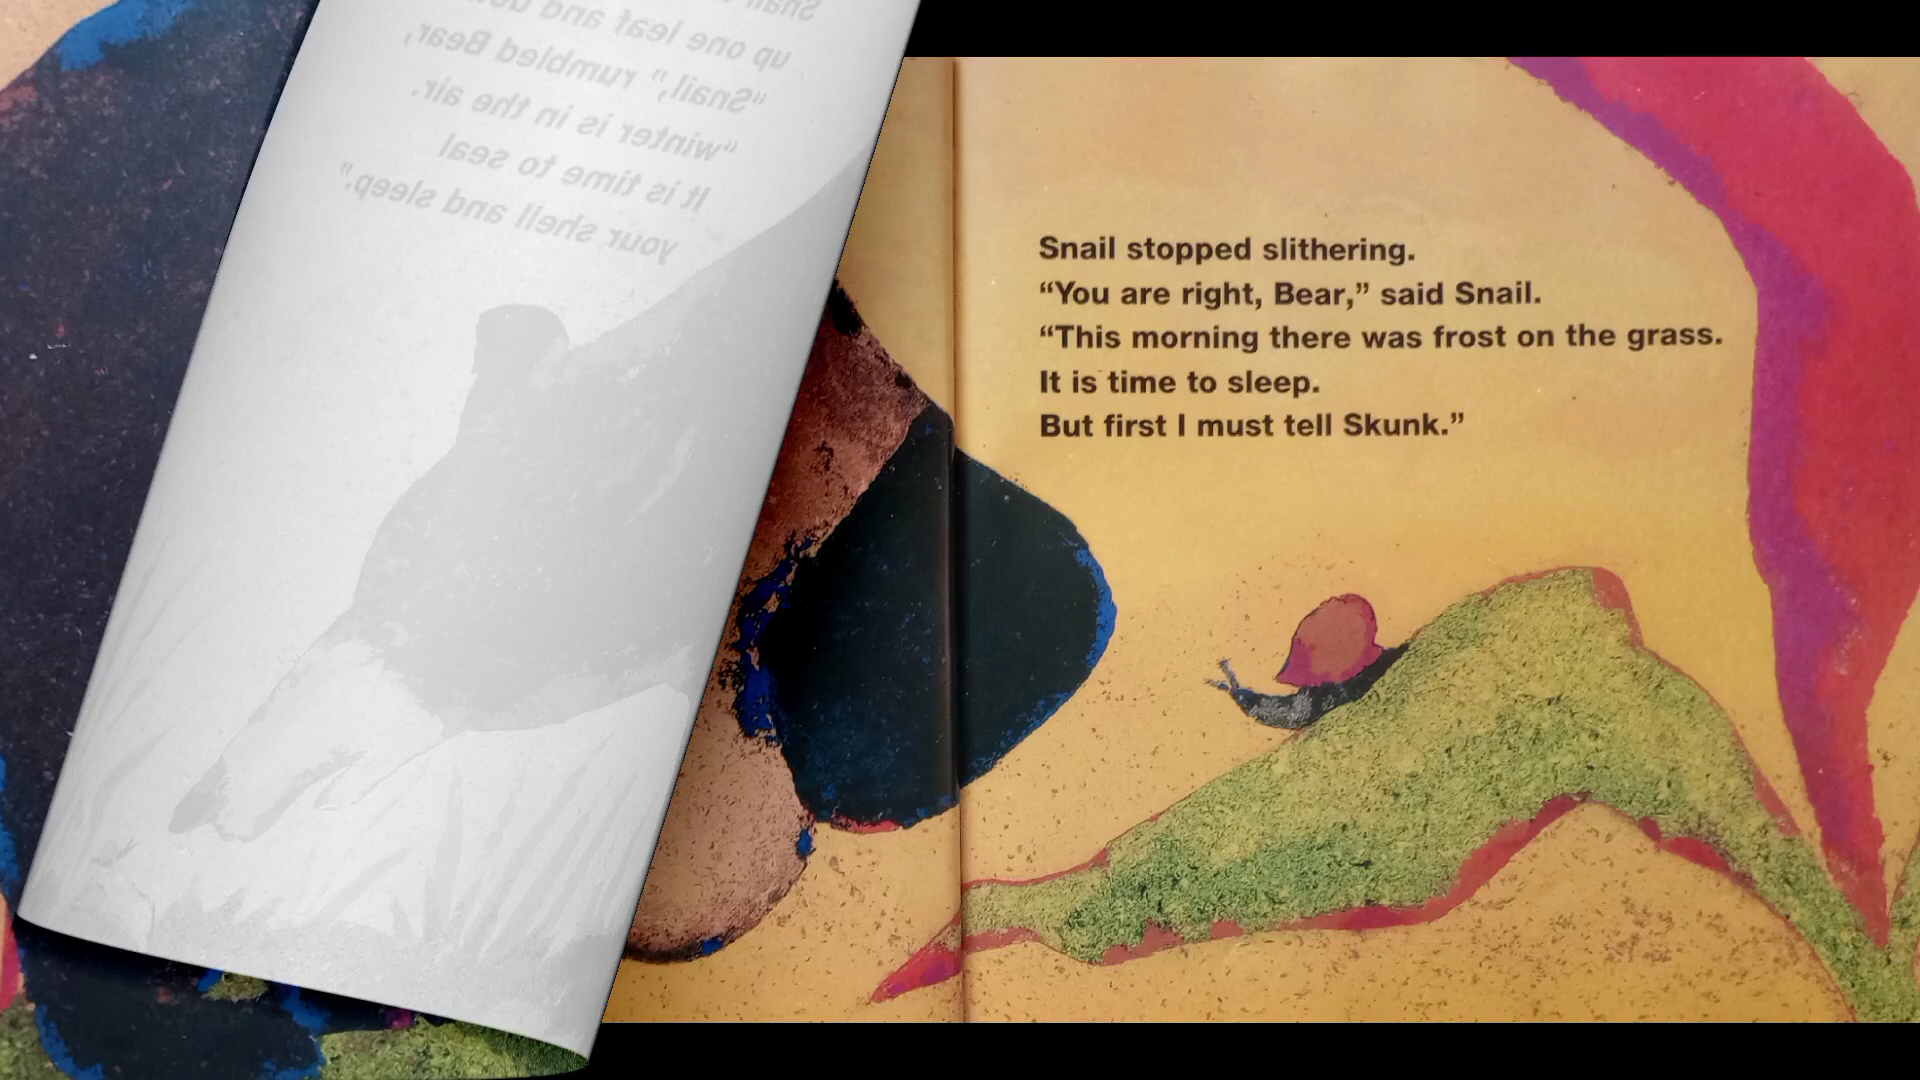 up one leaf and
“Snail,” rumbled Bear,
“winter is in the air.
It is time to seal
your shell and sleep.”
Snail stopped slithering.
“You are right, Bear,” said Snail.
“This morning there was frost on the grass.
It is time to sleep.
But first I must tell Skunk.”